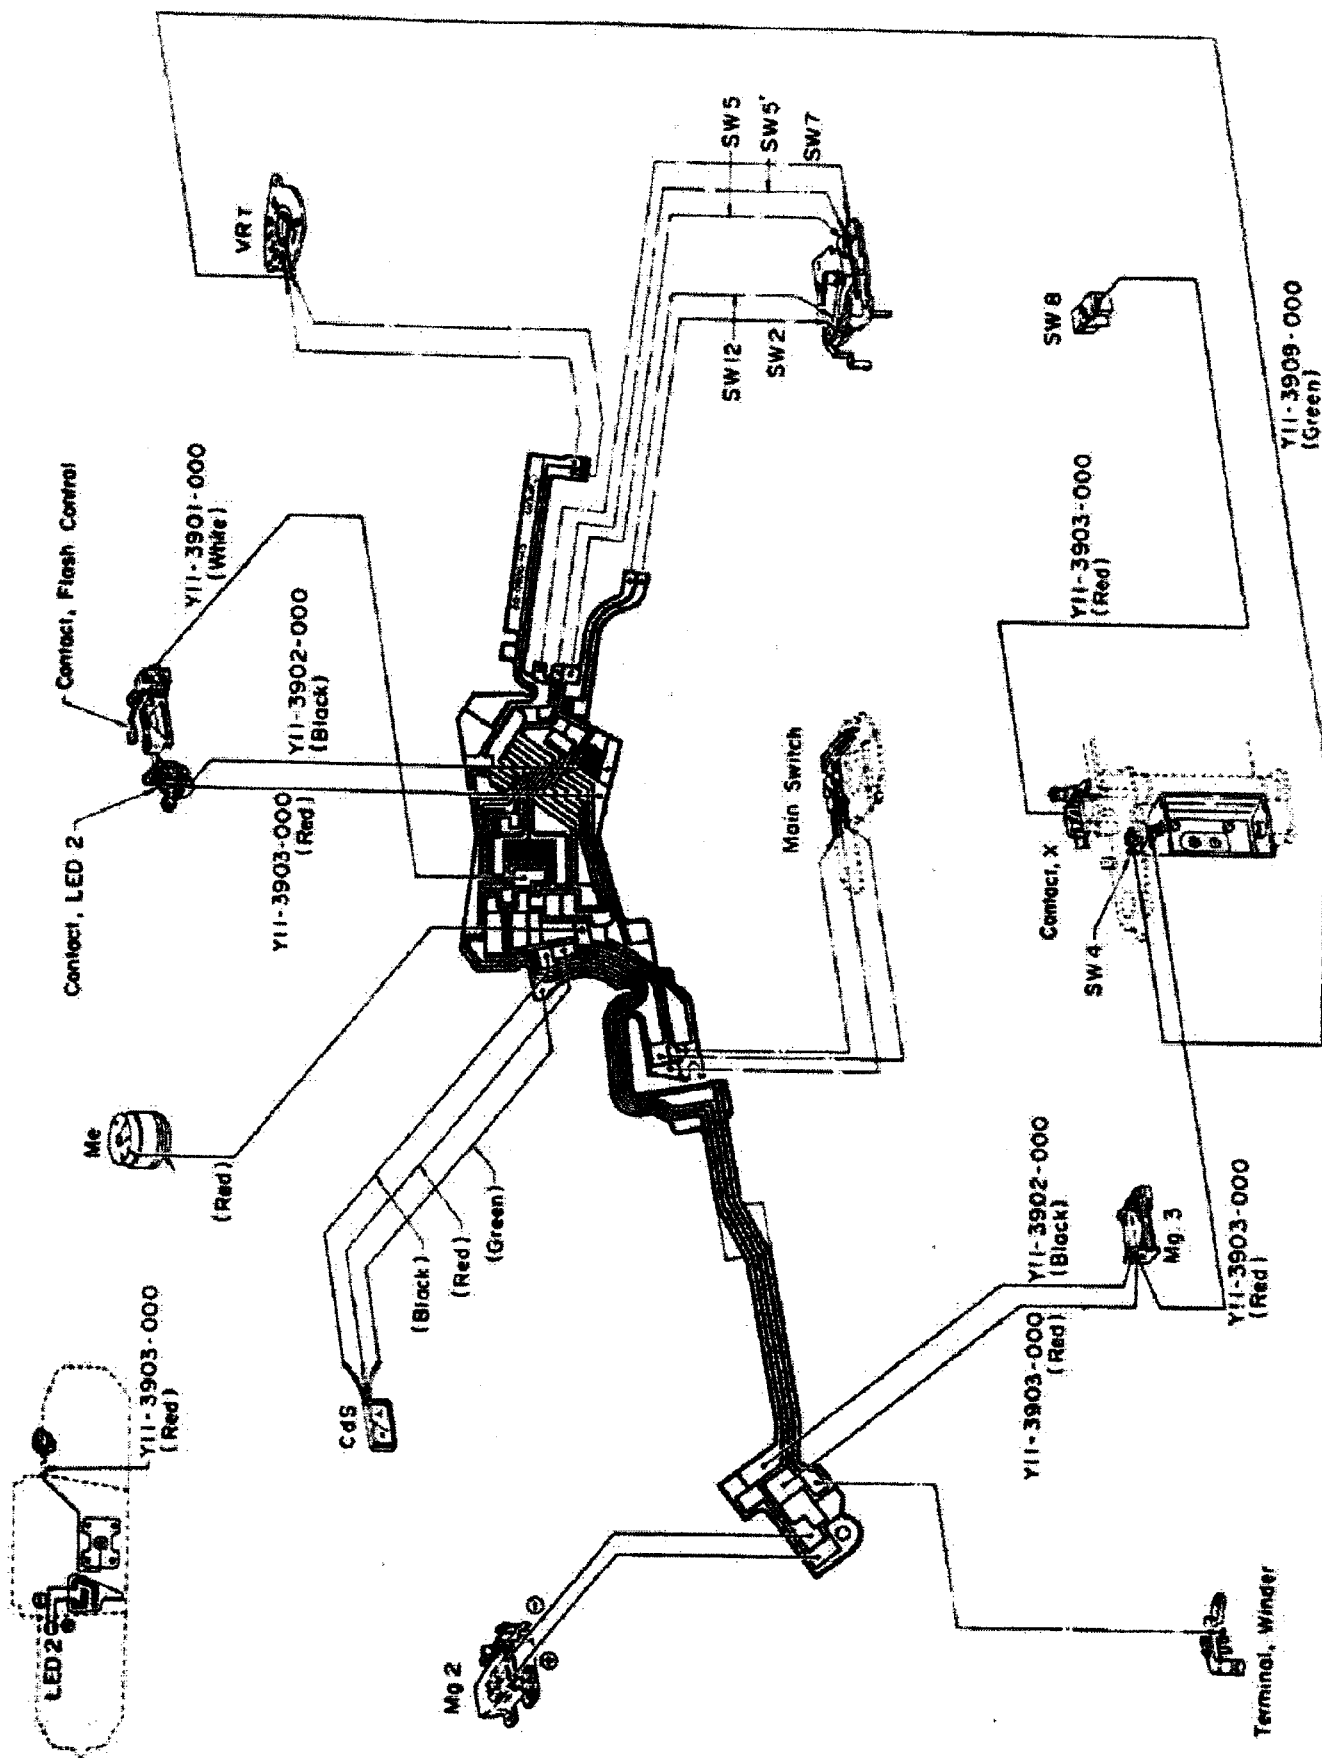 LED2
Y11-3903-000
(Red)
Me
(Red)
Contact, LED 2
Contact, Flash Control
Y11-3901-000
(White)
Y11-3902-000
(Black)
Y11-3903-000
(Red)
VRT
CdS
(Black)
(Red)
(Green)
Mg 2
SW5
SW5'
SW7
SW12
SW2
Main Switch
SW8
Y11-3903-000
(Red)
Y11-3909-000
(Green)
Contact, X
SW4
Y11-3902-000
(Black)
Y11-3903-000
(Red)
Mg 3
Y11-3903-000
(Red)
Terminal, Winder